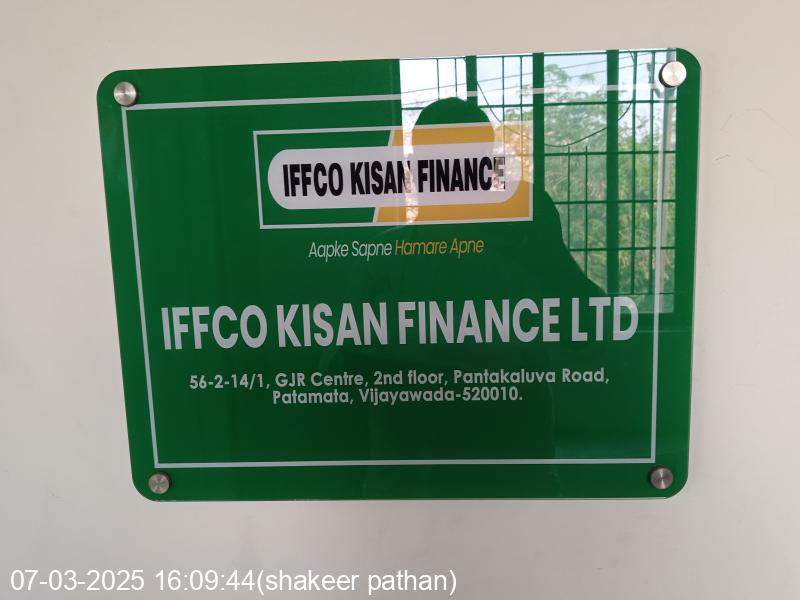 IFFCO KISAN FINANCE
Aapke Sapne Hamare Apne
IFFCO KISAN FINANCE LTD
56-2-14/1, GJR Centre, 2nd floor, Pantakaluva Road,
Patamata, Vijayawada-520010.
07-03-2025 16:09:44(shakeer pathan)